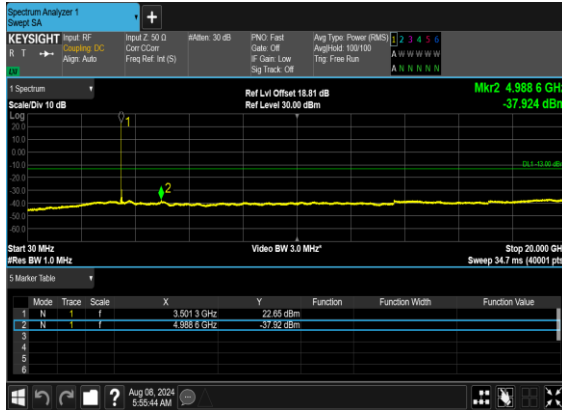 Spectrum Analyzer 1
Swept SA
+
KEYSIGHT
R T
LXI
Input: RF
Coupling: DC
Align: Auto
Input Z: 50 Ω
Corr CCorr
Freq Ref: Int (S)
#Atten: 30 dB
PNO: Fast
Gate: Off
IF Gain: Low
Sig Track: Off
Avg Type: Power (RMS)
Avg|Hold: 100/100
Trig: Free Run
1 2 3 4 5 6
A W W W W W
A N N N N N
1 Spectrum
Scale/Div 10 dB
Ref Lvl Offset 18.81 dB
Ref Level 30.00 dBm
Mkr2 4.988 6 GHz
-37.924 dBm
Log
20.0
10.0
0.00
-10.0
-20.0
-30.0
-40.0
-50.0
-60.0
1
2
DL1 -13.00 dBm
Start 30 MHz
#Res BW 1.0 MHz
Video BW 3.0 MHz*
Stop 20.000 GHz
Sweep 34.7 ms (40001 pts)
5 Marker Table
Mode Trace Scale X Y Function Function Width Function Value
1 N 1 f 3.501 3 GHz 22.65 dBm
2 N 1 f 4.988 6 GHz -37.92 dBm
3
4
5
6
?
Aug 08, 2024
5:55:44 AM